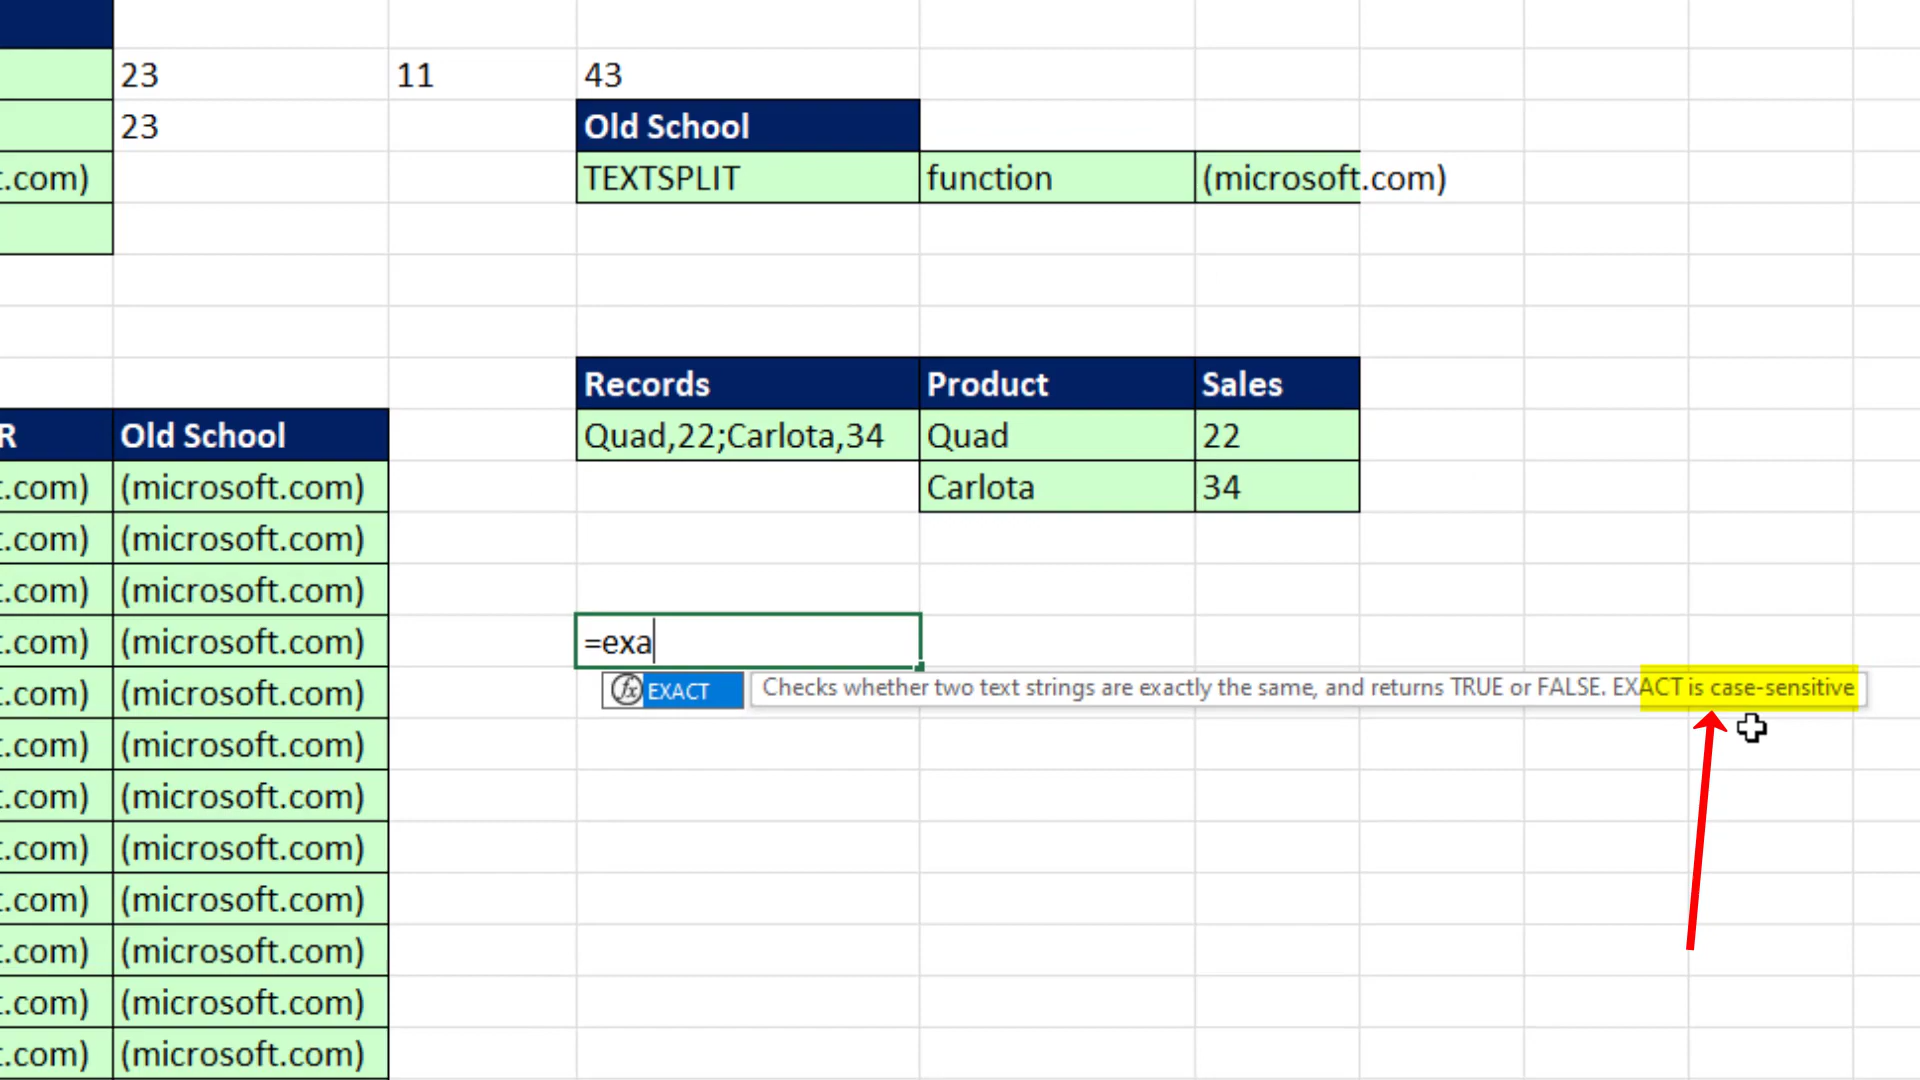 23 11 43
23 Old School
t.com) TEXTSPLIT function (microsoft.com)
Records Product Sales
R Old School Quad,22;Carlota,34 Quad 22
t.com) (microsoft.com) Carlota 34
t.com) (microsoft.com)
t.com) (microsoft.com)
t.com) (microsoft.com) =exa
t.com) (microsoft.com) fx EXACT Checks whether two text strings are exactly the same, and returns TRUE or FALSE. EXACT is case-sensitive
t.com) (microsoft.com)
t.com) (microsoft.com)
t.com) (microsoft.com)
t.com) (microsoft.com)
t.com) (microsoft.com)
t.com) (microsoft.com)
t.com) (microsoft.com)